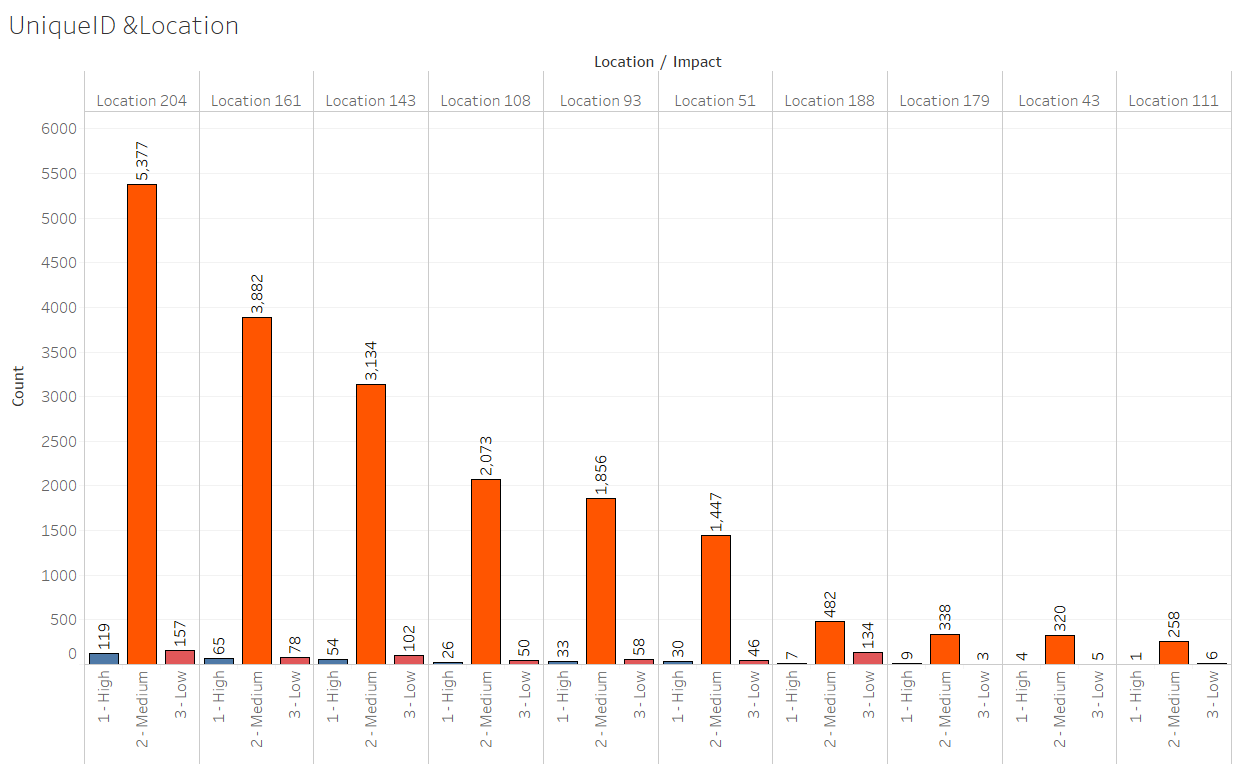 UniqueID &Location
Location / Impact
Location 204 Location 161 Location 143 Location 108 Location 93 Location 51 Location 188 Location 179 Location 43 Location 111
6000
5500
5000
4500
4000
3500
3000
2500
2000
1500
1000
500
0
Count
119 5,377 157 65 3,882 78 54 3,134 102 26 2,073 50 33 1,856 58 30 1,447 46 7 482 134 9 338 3 4 320 5 1 258 6
1 - High 2 - Medium 3 - Low 1 - High 2 - Medium 3 - Low 1 - High 2 - Medium 3 - Low 1 - High 2 - Medium 3 - Low 1 - High 2 - Medium 3 - Low 1 - High 2 - Medium 3 - Low 1 - High 2 - Medium 3 - Low 1 - High 2 - Medium 3 - Low 1 - High 2 - Medium 3 - Low 1 - High 2 - Medium 3 - Low